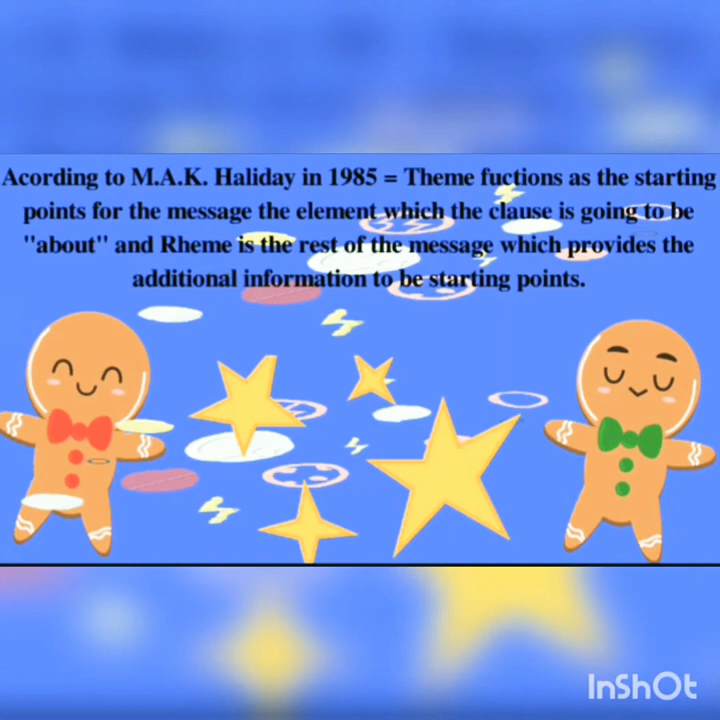 Acording to M.A.K. Haliday in 1985 = Theme fuctions as the starting
points for the message the element which the clause is going to be
"about" and Rheme is the rest of the message which provides the
additional information to be starting points.
InShOt